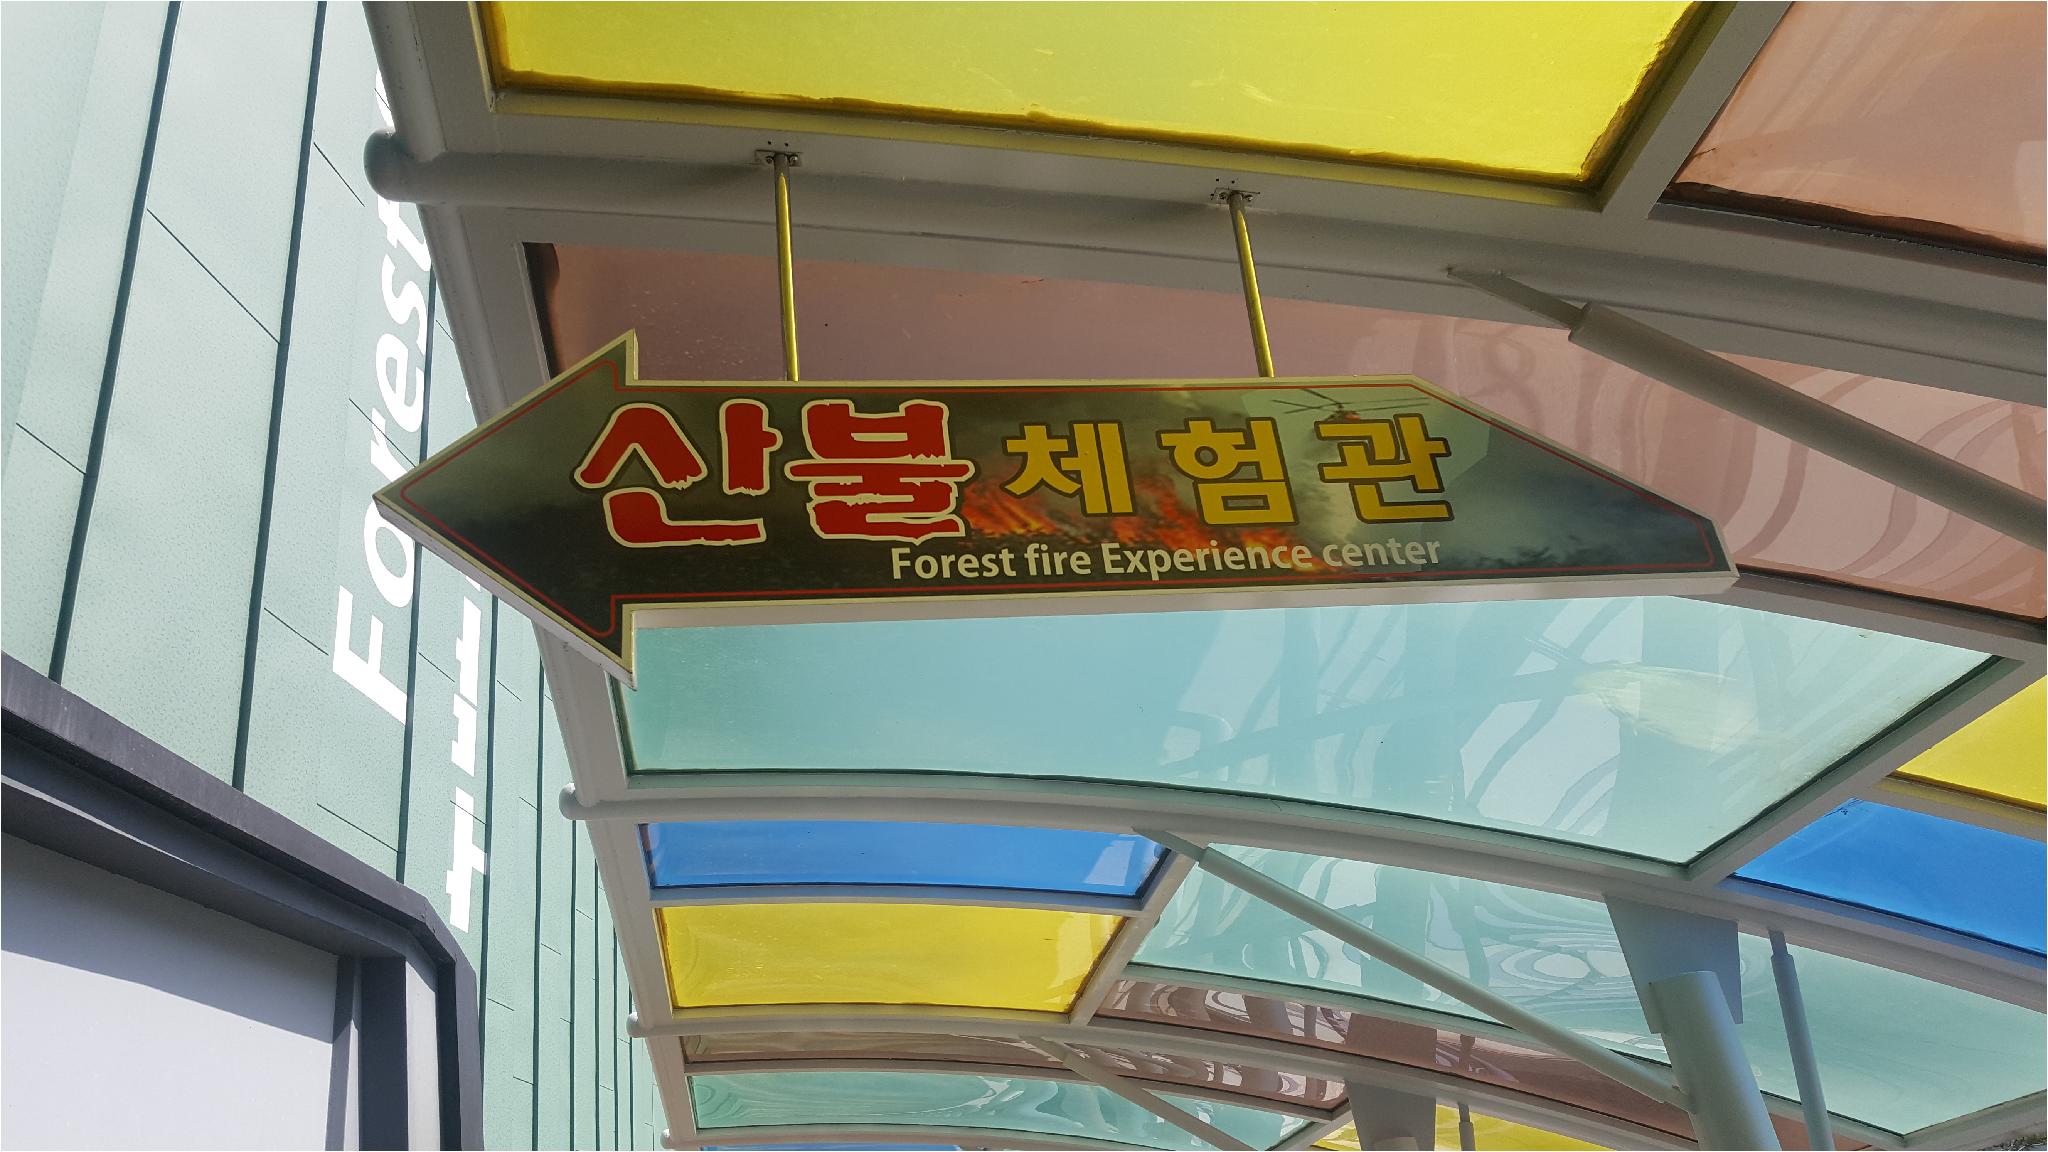 산불 체험관
Forest fire Experience center
Forest